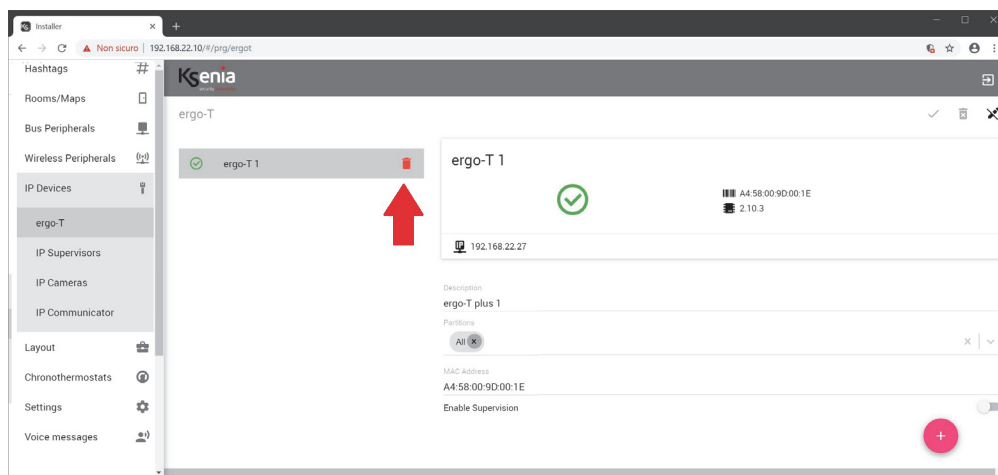 Installer
Non sicuro | 192.168.22.10/#/prg/ergot
Hashtags
Rooms/Maps
Bus Peripherals
Wireless Peripherals
IP Devices
ergo-T
IP Supervisors
IP Cameras
IP Communicator
Layout
Chronothermostats
Settings
Voice messages
Ksenia
ergo-T
ergo-T 1
ergo-T 1
A4:58:00:9D:00:1E
2.10.3
192.168.22.27
Description
ergo-T plus 1
Partitions
All
MAC Address
A4:58:00:9D:00:1E
Enable Supervision